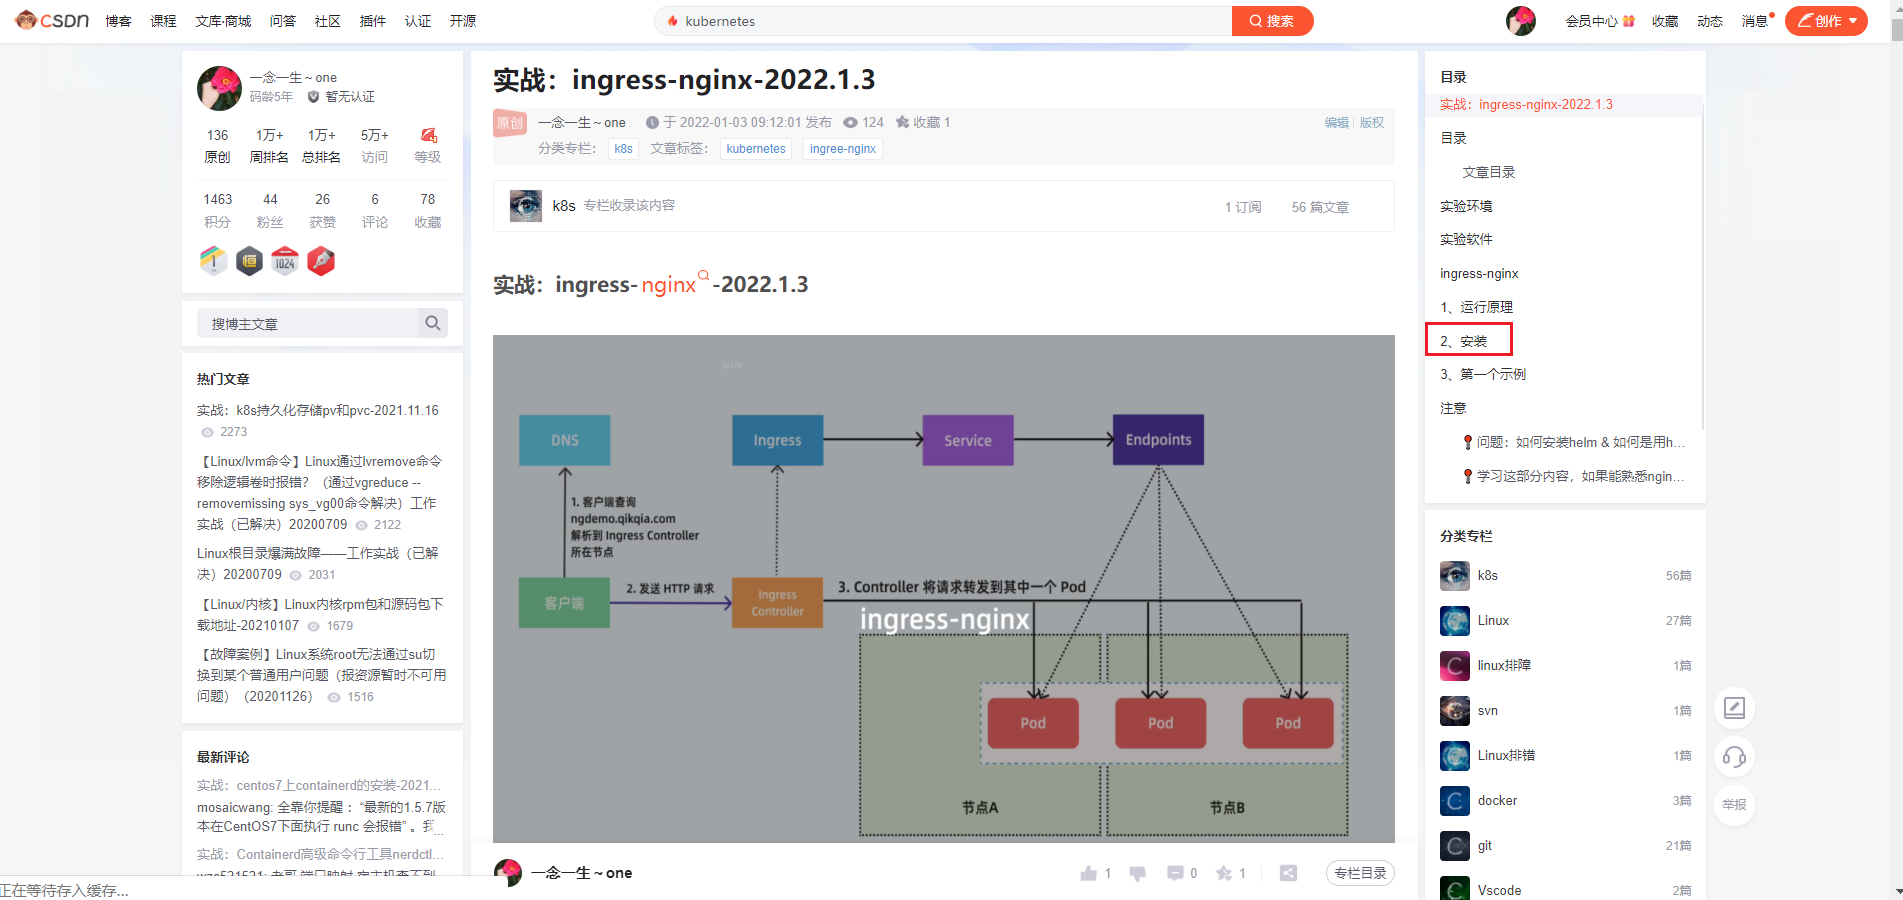 CSDN 博客 课程 文库·商城 问答 社区 插件 认证 开源 kubernetes 搜索 会员中心 收藏 动态 消息 创作
一念一生～one
码龄5年 暂无认证
136 1万+ 1万+ 5万+
原创 周排名 总排名 访问 等级
1463 44 26 6 78
积分 粉丝 获赞 评论 收藏
1024
搜博主文章
热门文章
实战：k8s持久化存储pv和pvc-2021.11.16
2273
【Linux/lvm命令】Linux通过lvremove命令
移除逻辑卷时报错？（通过vgreduce --
removemissing sys_vg00命令解决）工作
实战（已解决）20200709 2122
Linux根目录爆满故障——工作实战（已解
决）20200709 2031
【Linux/内核】Linux内核rpm包和源码包下
载地址-20210107 1679
【故障案例】Linux系统root无法通过su切
换到某个普通用户问题（报资源暂时不可用
问题）（20201126） 1516
最新评论
实战：centos7上containerd的安装-2021...
mosaicwang: 全靠你提醒 ：“最新的1.5.7版
本在CentOS7下面执行 runc 会报错” 。我...
实战：Containerd高级命令行工具nerdctl...
正在等待存入缓存...
实战：ingress-nginx-2022.1.3
原创 一念一生～one 于 2022-01-03 09:12:01 发布 124 收藏 1 编辑 版权
分类专栏： k8s 文章标签： kubernetes ingree-nginx
k8s 专栏收录该内容 1 订阅 56 篇文章
实战：ingress-nginx-2022.1.3
DNS Ingress Service Endpoints
1. 客户端查询
ngdemo.qikqia.com
解析到 Ingress Controller
所在节点
客户端 2. 发送 HTTP 请求 Ingress
Controller
3. Controller 将请求转发到其中一个 Pod
ingress-nginx
Pod Pod Pod
节点A 节点B
一念一生～one 1 0 1 专栏目录
目录
实战：ingress-nginx-2022.1.3
目录
文章目录
实验环境
实验软件
ingress-nginx
1、运行原理
2、安装
3、第一个示例
注意
问题：如何安装helm & 如何是用h...
学习这部分内容，如果能熟悉ngin...
分类专栏
k8s 56篇
Linux 27篇
linux排障 1篇
svn 1篇
Linux排错 1篇
docker 3篇
git 21篇
Vscode 2篇
举报